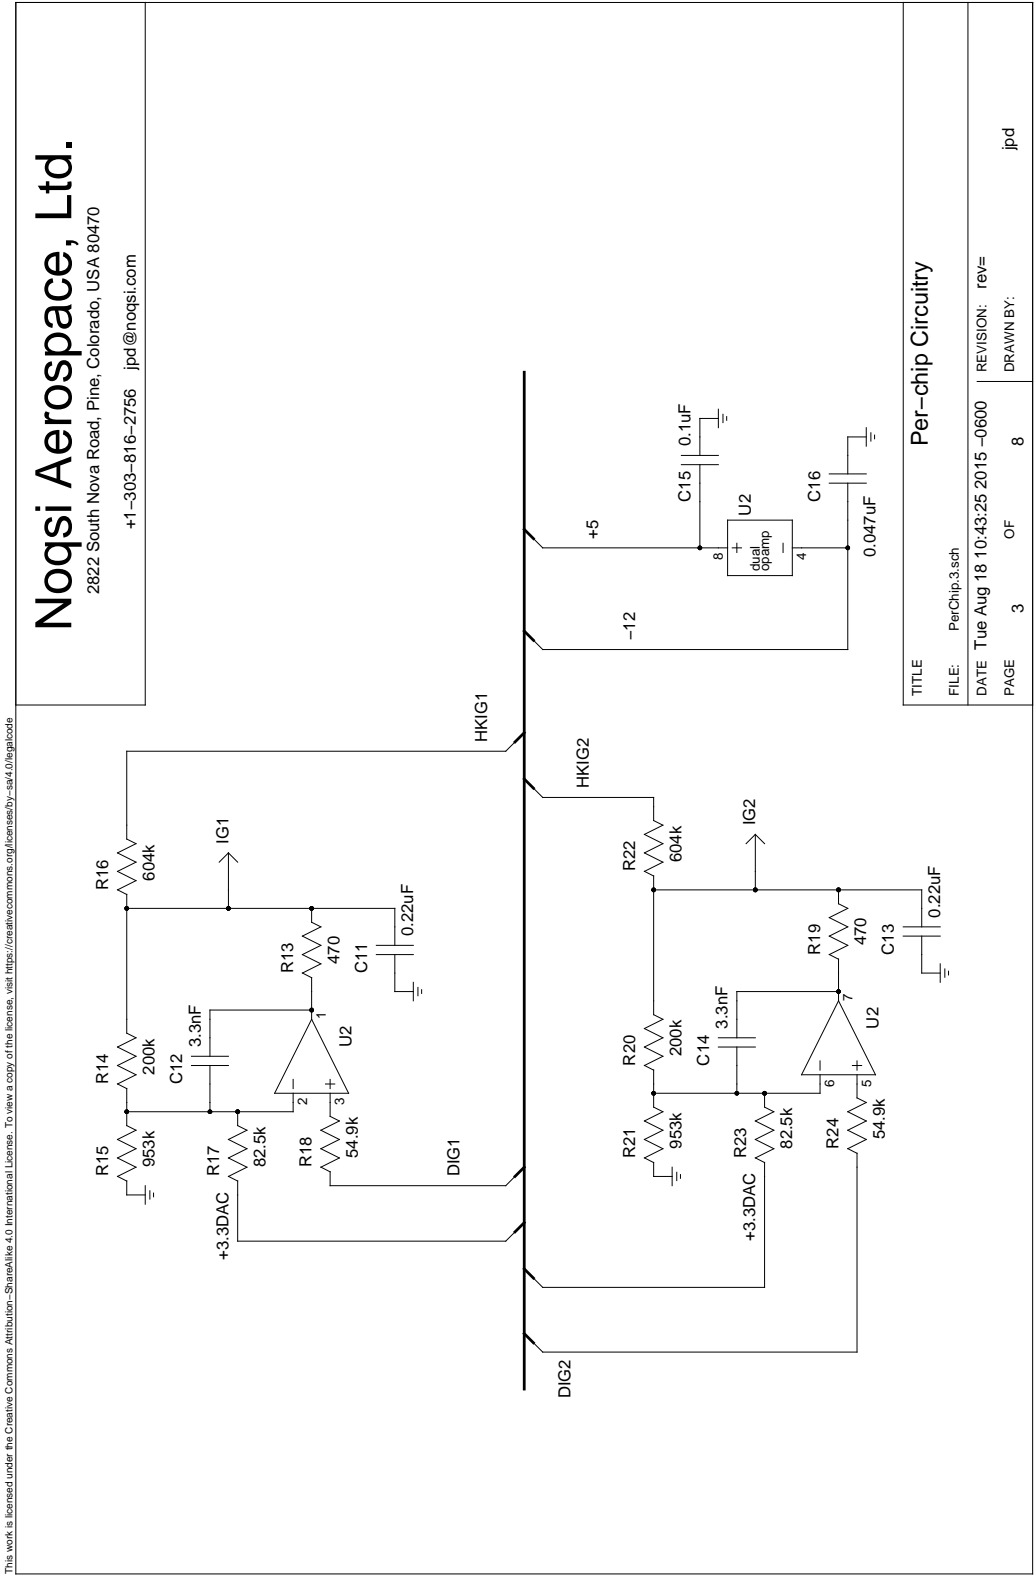 This work is licensed under the Creative Commons Attribution−ShareAlike 4.0 International License. To view a copy of the license, visit https://creativecommons.org/licenses/by−sa/4.0/legalcode
Noqsi Aerospace, Ltd.
2822 South Nova Road, Pine, Colorado, USA 80470
+1−303−816−2756 jpd@noqsi.com
R15
953k
R14
200k
R16
604k
HKIG1
C12
3.3nF
IG1
R17
82.5k
+3.3DAC
2
3
1
U2
R13
470
R18
54.9k
C11
0.22uF
DIG1
DIG2
HKIG2
−12
+5
R21
953k
R20
200k
R22
604k
C14
3.3nF
IG2
R23
82.5k
+3.3DAC
6
5
7
U2
R19
470
R24
54.9k
C13
0.22uF
C15
0.1uF
U2
8
+
dual
opamp
−
4
C16
0.047uF
TITLE
Per−chip Circuitry
FILE: PerChip.3.sch
DATE Tue Aug 18 10:43:25 2015 −0600
REVISION: rev=
PAGE 3 OF 8
DRAWN BY: jpd